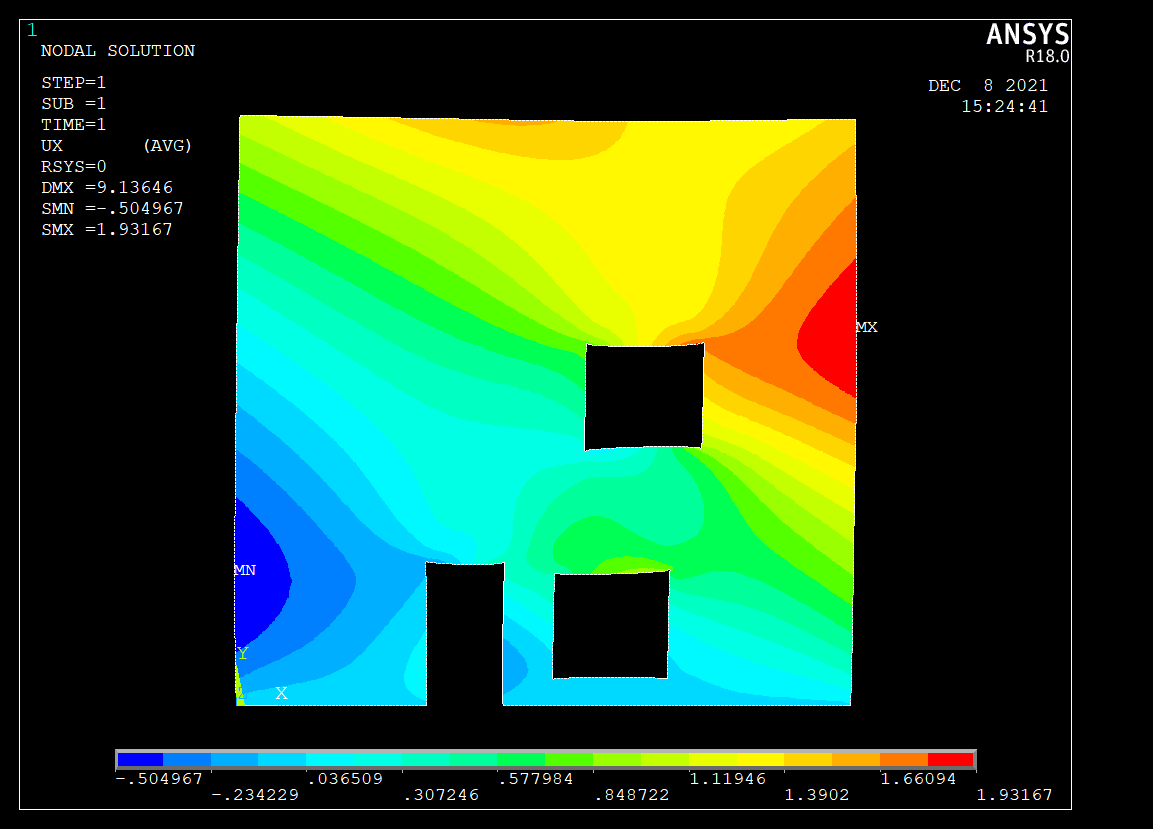 1
ANSYS
R18.0
NODAL SOLUTION
DEC 8 2021
15:24:41
STEP=1
SUB =1
TIME=1
UX (AVG)
RSYS=0
DMX =9.13646
SMN =-.504967
SMX =1.93167
MX
MN
Y
X
-.504967 .036509 .577984 1.11946 1.66094
-.234229 .307246 .848722 1.3902 1.93167